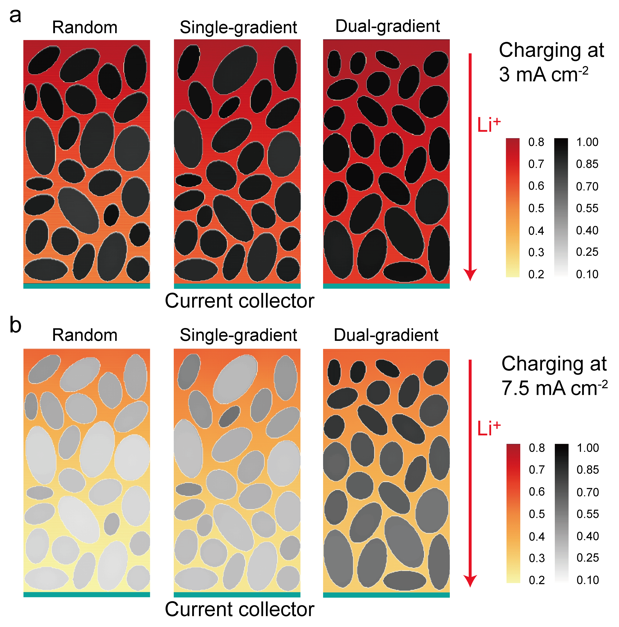 a
Random Single-gradient Dual-gradient
Charging at
3 mA cm-2
Li+
0.8 1.00
0.7 0.85
0.6 0.70
0.5 0.55
0.4 0.40
0.3 0.25
0.2 0.10
Current collector
b
Random Single-gradient Dual-gradient
Charging at
7.5 mA cm-2
Li+
0.8 1.00
0.7 0.85
0.6 0.70
0.5 0.55
0.4 0.40
0.3 0.25
0.2 0.10
Current collector